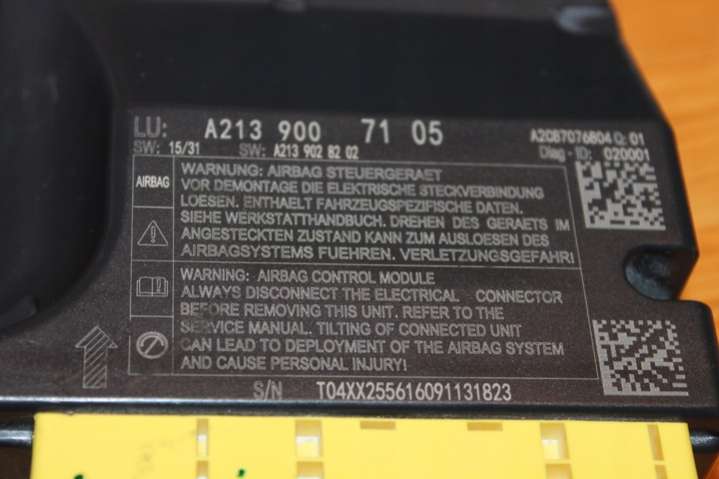 LU: A213 900 71 05
A2087076804 Q: 01
SW: 15/31 SW: A213 902 82 02
Diag - ID: 020001
AIRBAG
WARNUNG: AIRBAG STEUERGERAET
VOR DEMONTAGE DIE ELEKTRISCHE STECKVERBINDUNG
LOESEN. ENTHAELT FAHRZEUGSPEZIFISCHE DATEN.
SIEHE WERKSTATTHANDBUCH. DREHEN DES GERAETS IM
ANGESTECKTEN ZUSTAND KANN ZUM AUSLOESEN DES
AIRBAGSYSTEMS FUEHREN. VERLETZUNGSGEFAHR!
WARNING: AIRBAG CONTROL MODULE
ALWAYS DISCONNECT THE ELECTRICAL CONNECTOR
BEFORE REMOVING THIS UNIT. REFER TO THE
SERVICE MANUAL. TILTING OF CONNECTED UNIT
CAN LEAD TO DEPLOYMENT OF THE AIRBAG SYSTEM
AND CAUSE PERSONAL INJURY!
S/N T04XX255616091131823